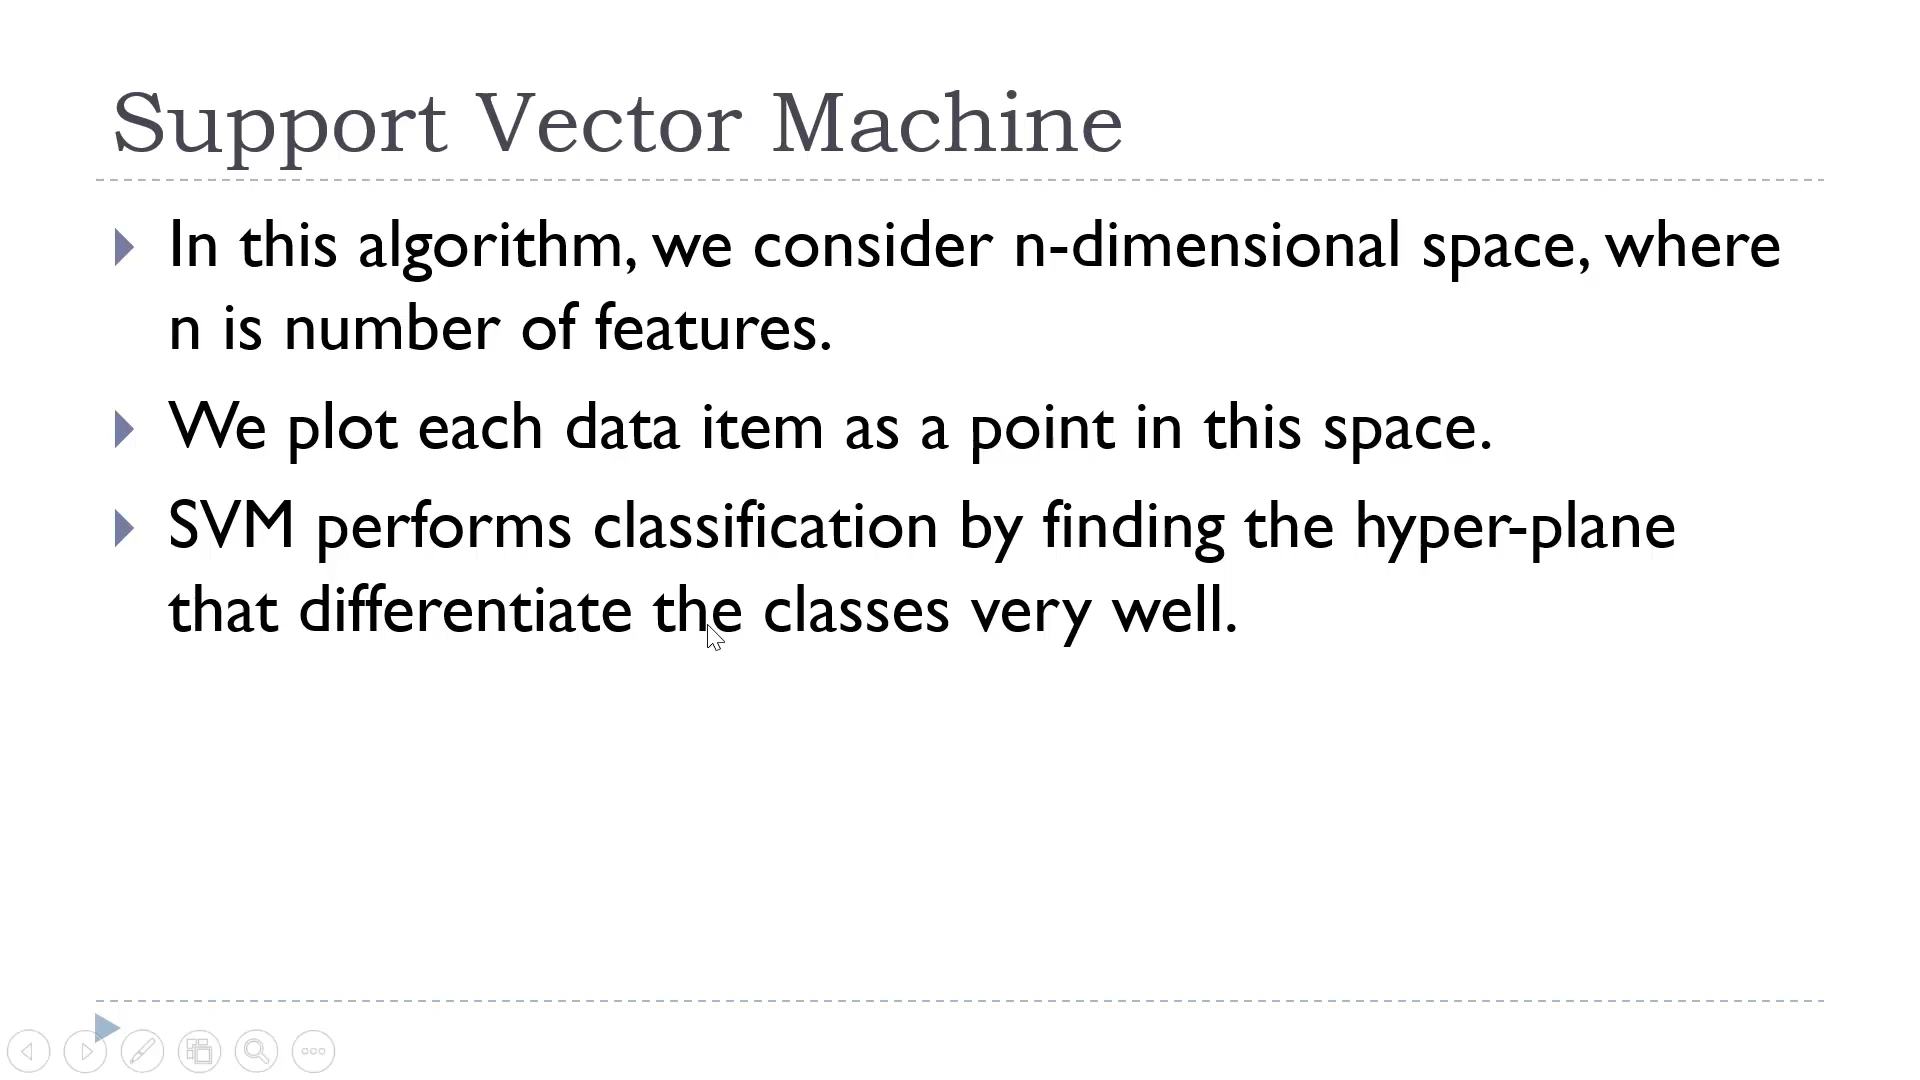 Support Vector Machine
In this algorithm, we consider n-dimensional space, where
n is number of features.
We plot each data item as a point in this space.
SVM performs classification by finding the hyper-plane
that differentiate the classes very well.